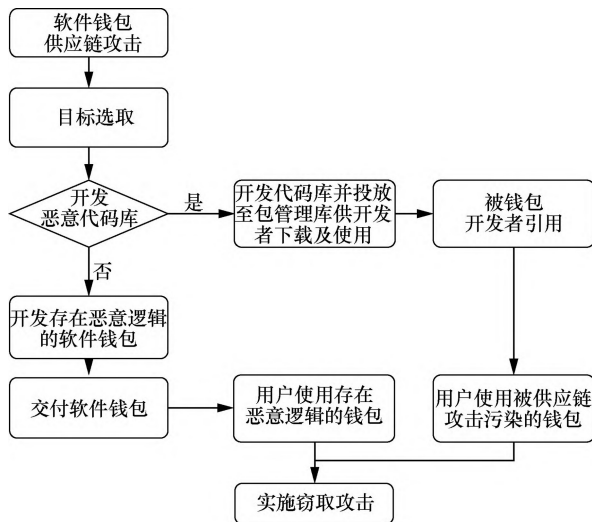 软件钱包
供应链攻击
目标选取
开发
恶意代码库
是
开发代码库并投放
至包管理库供开发
者下载及使用
被钱包
开发者引用
否
开发存在恶意逻辑
的软件钱包
交付软件钱包
用户使用存在
恶意逻辑的钱包
用户使用被供应链
攻击污染的钱包
实施窃取攻击